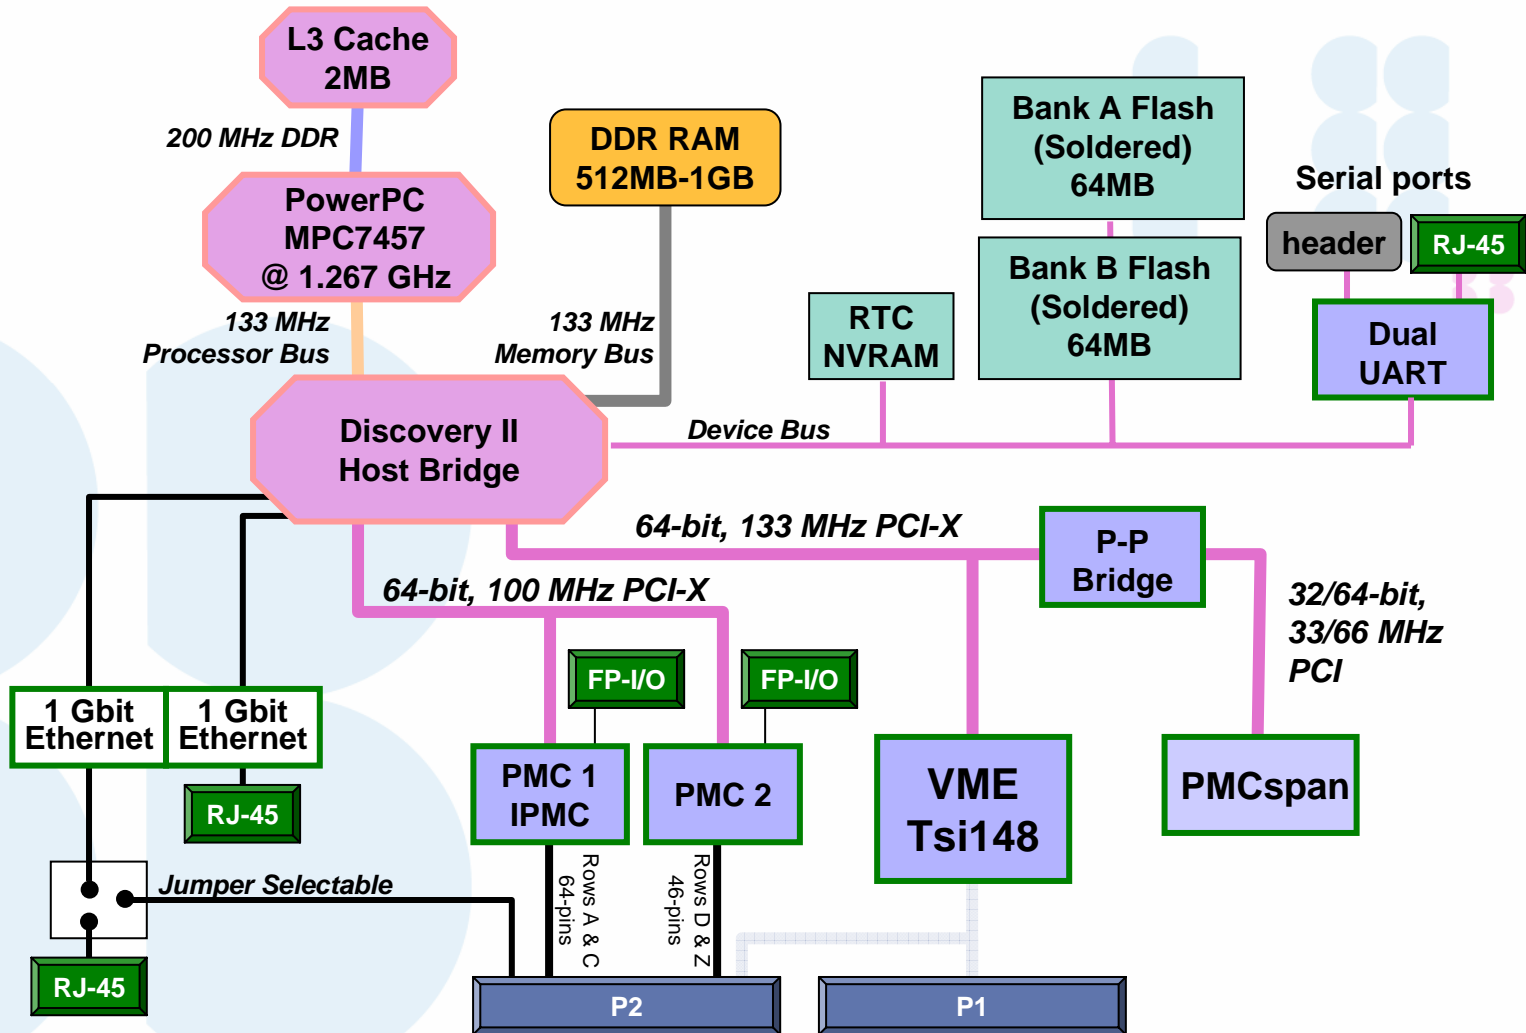 L3 Cache
2MB
200 MHz DDR
PowerPC
MPC7457
@ 1.267 GHz
DDR RAM
512MB-1GB
Bank A Flash
(Soldered)
64MB
Serial ports
header
RJ-45
Bank B Flash
(Soldered)
64MB
RTC
NVRAM
Dual
UART
133 MHz
Processor Bus
133 MHz
Memory Bus
Discovery II
Host Bridge
Device Bus
64-bit, 133 MHz PCI-X
P-P
Bridge
64-bit, 100 MHz PCI-X
32/64-bit,
33/66 MHz
PCI
FP-I/O
FP-I/O
1 Gbit
Ethernet
1 Gbit
Ethernet
RJ-45
PMC 1
IPMC
PMC 2
VME
Tsi148
PMCspan
Jumper Selectable
Rows A & C
64-pins
Rows D & Z
46-pins
RJ-45
P2
P1